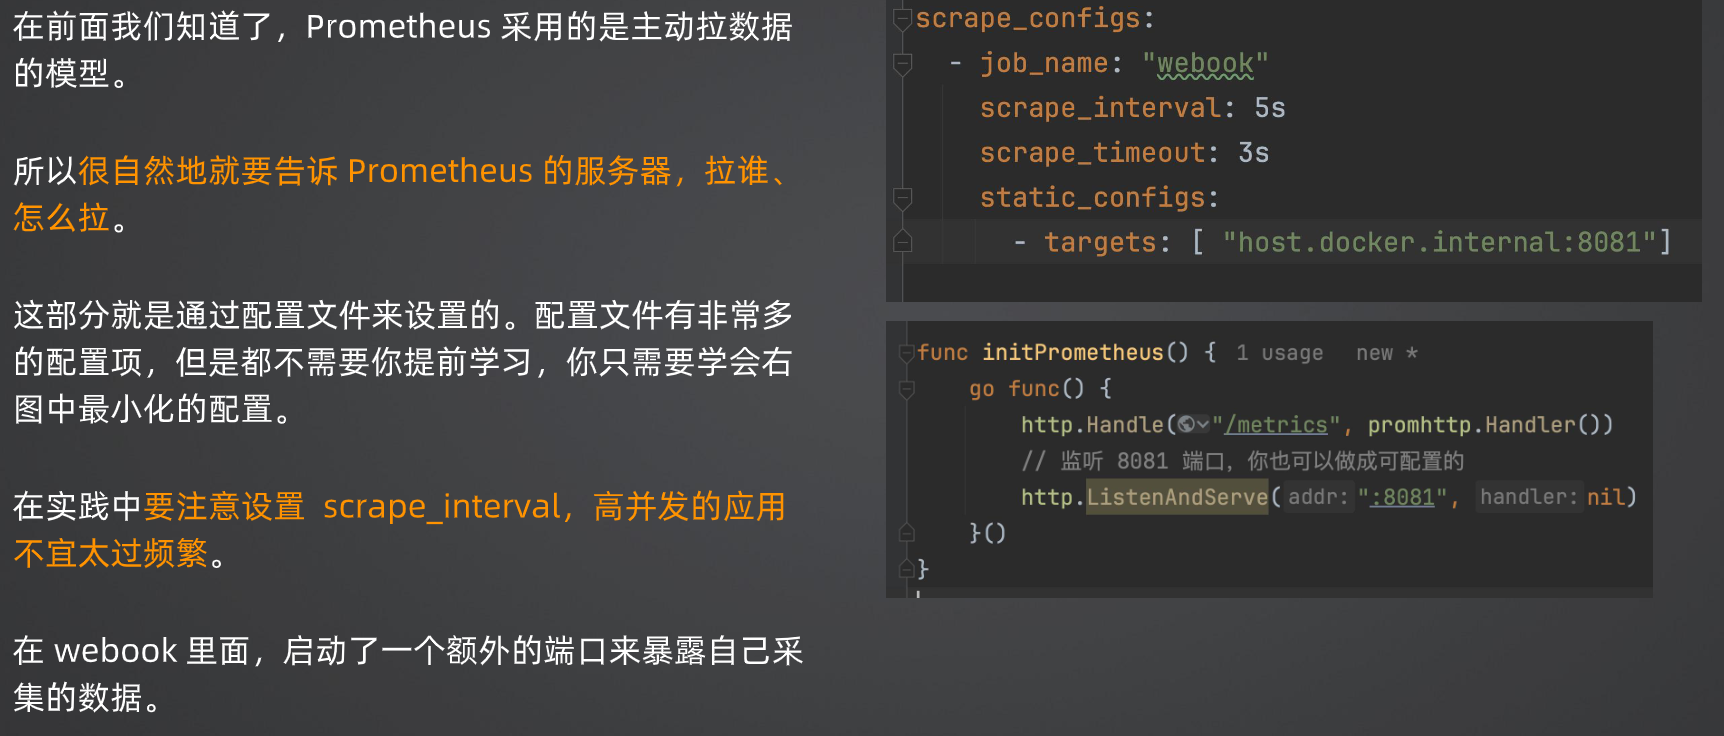 在前面我们知道了，Prometheus 采用的是主动拉数据
的模型。
所以很自然地就要告诉 Prometheus 的服务器，拉谁、
怎么拉。
这部分就是通过配置文件来设置的。配置文件有非常多
的配置项，但是都不需要你提前学习，你只需要学会右
图中最小化的配置。
在实践中要注意设置 scrape_interval，高并发的应用
不宜太过频繁。
在 webook 里面，启动了一个额外的端口来暴露自己采
集的数据。
scrape_configs:
- job_name: "webook"
scrape_interval: 5s
scrape_timeout: 3s
static_configs:
- targets: [ "host.docker.internal:8081"]
func initPrometheus() { 1 usage new *
go func() {
http.Handle("/metrics", promhttp.Handler())
// 监听 8081 端口，你也可以做成可配置的
http.ListenAndServe( addr: ":8081", handler: nil)
}()
}